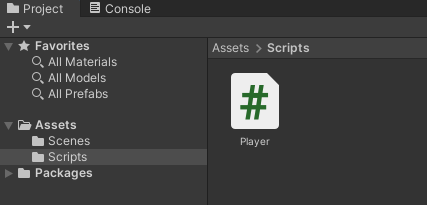 Project
Console
Favorites
All Materials
All Models
All Prefabs
Assets
Scenes
Scripts
Packages
Assets > Scripts
#
Player